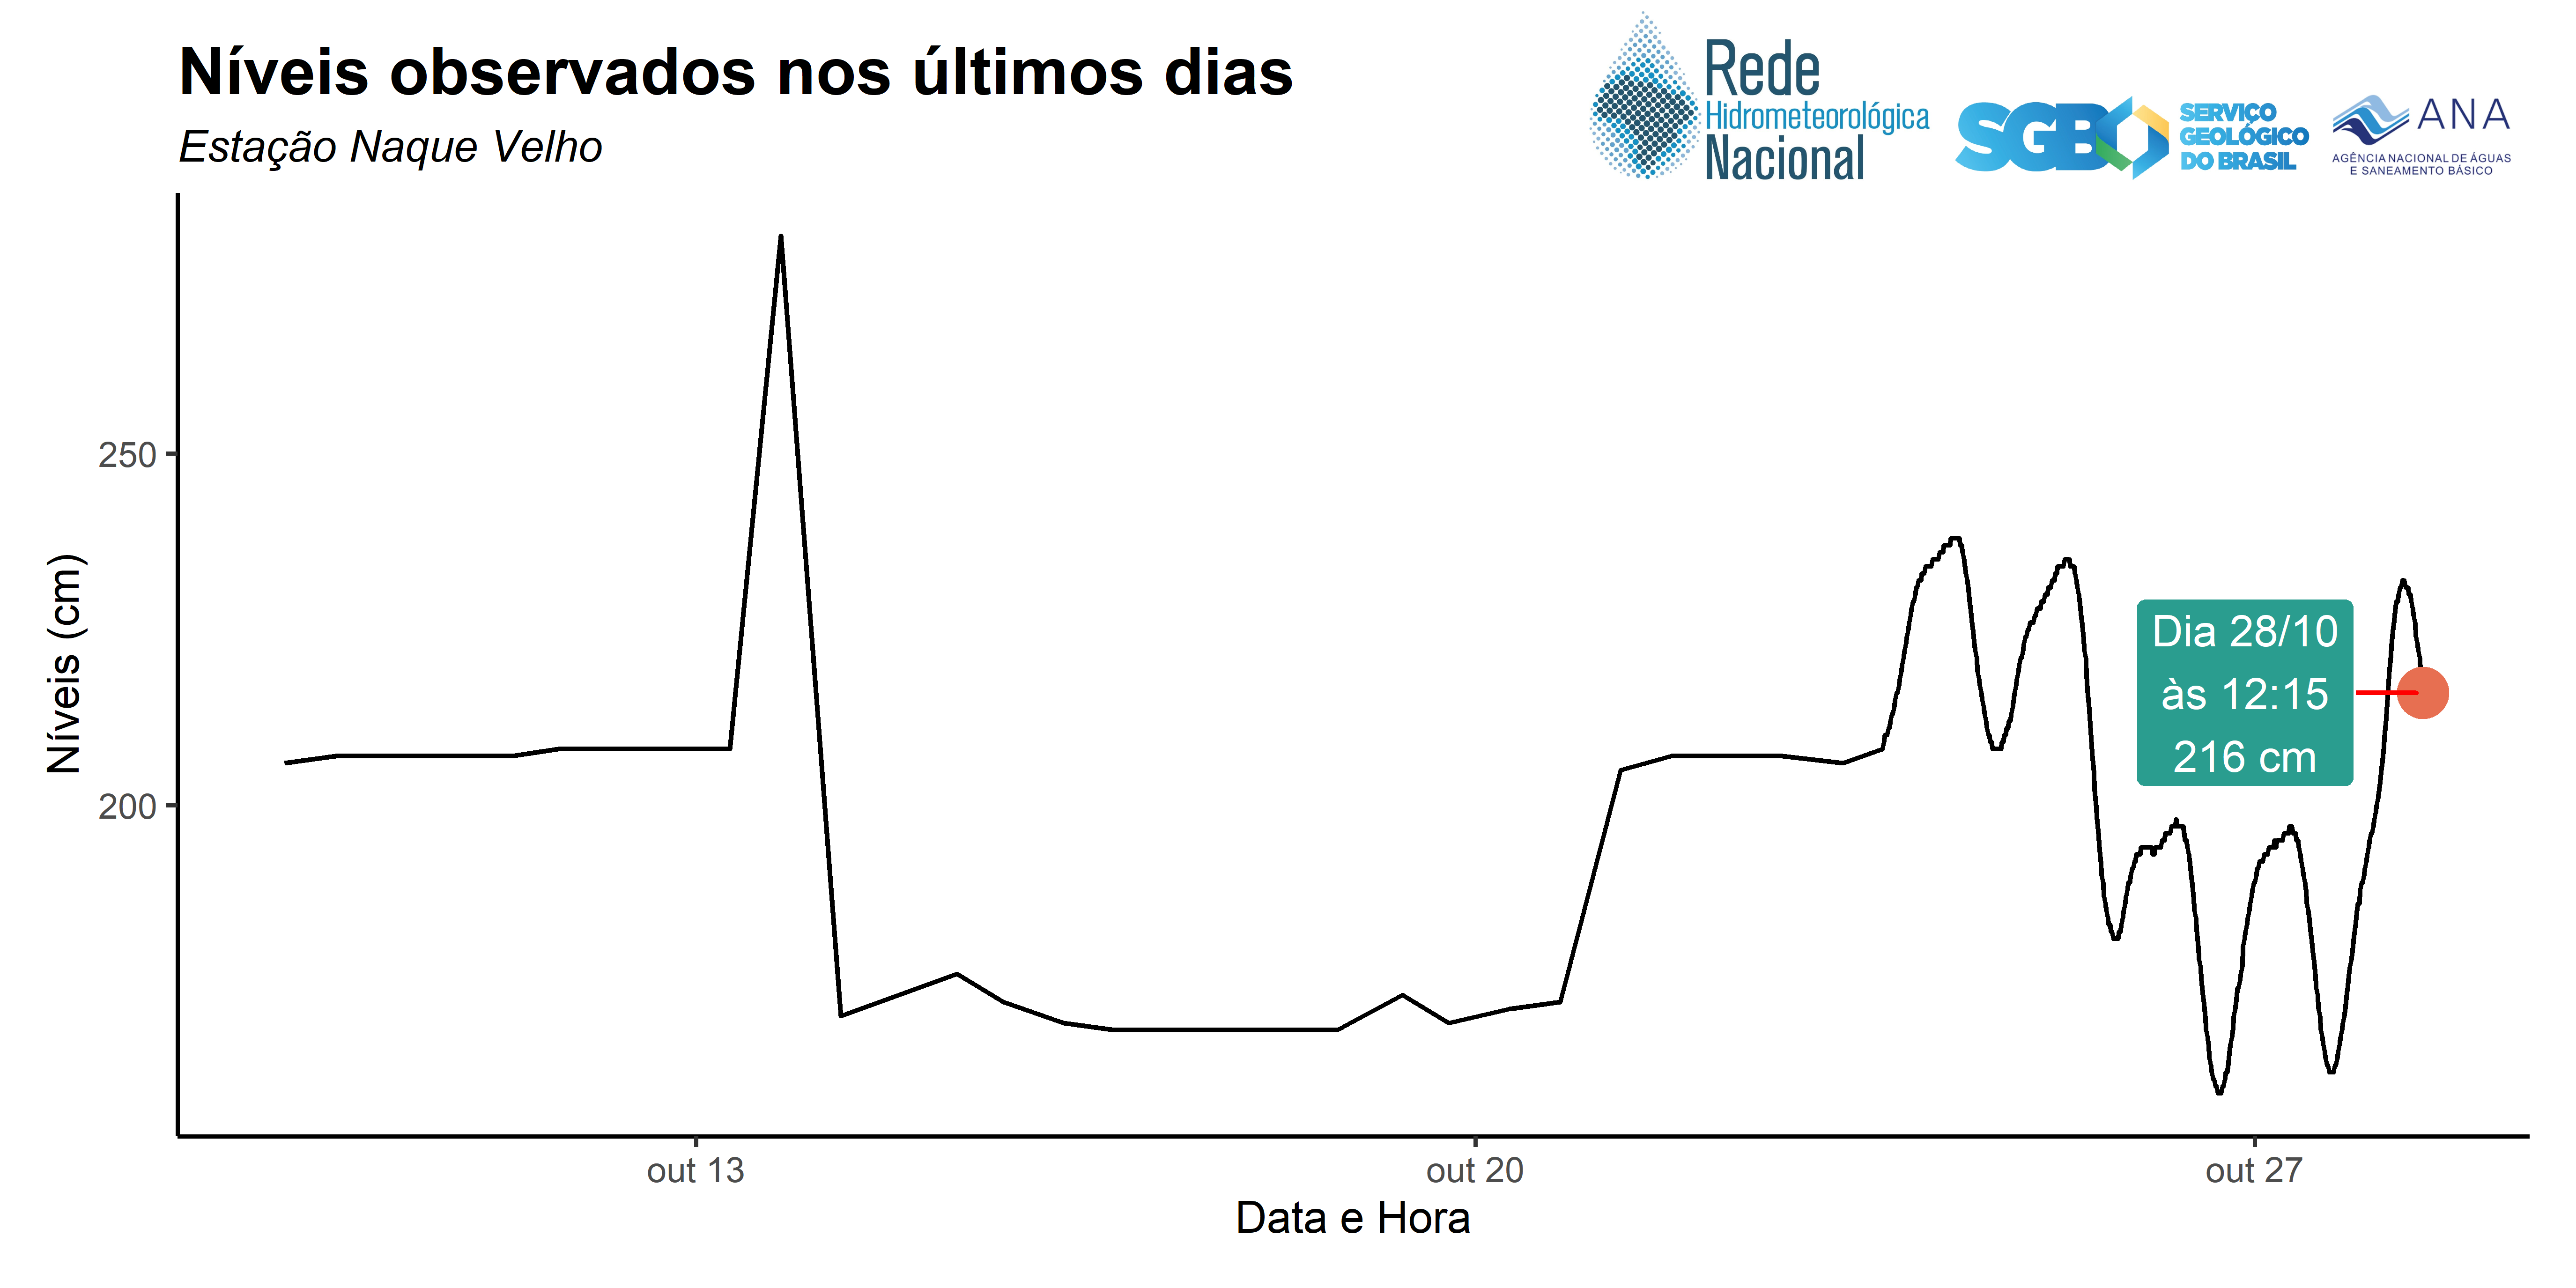 Níveis observados nos últimos dias
Estação Naque Velho
Rede
Hidrometeorológica
Nacional
SGB
SERVIÇO
GEOLÓGICO
DO BRASIL
ANA
AGÊNCIA NACIONAL DE ÁGUAS
E SANEAMENTO BÁSICO
Níveis (cm)
250
200
Dia 28/10
às 12:15
216 cm
out 13
out 20
out 27
Data e Hora